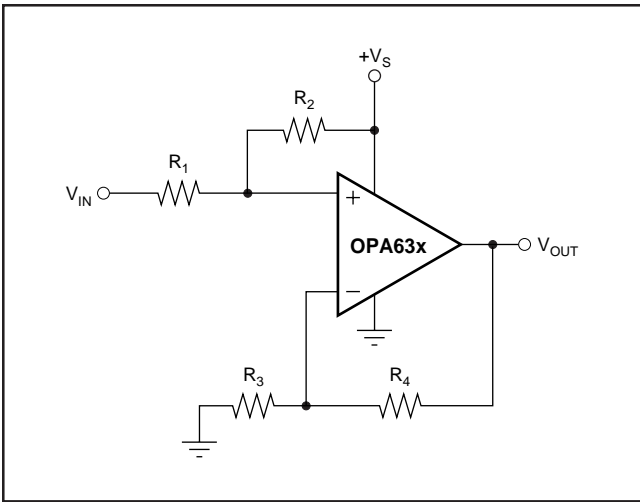 +V_S
R_2
R_1
V_IN
+
OPA63x
V_OUT
−
R_3
R_4